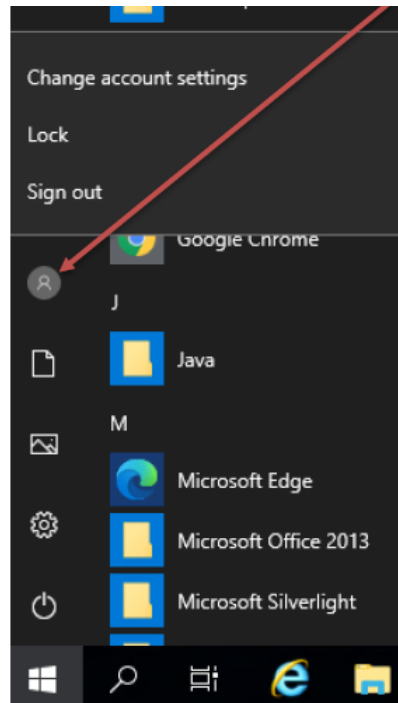 Change account settings
Lock
Sign out
Google Chrome
J
Java
M
Microsoft Edge
Microsoft Office 2013
Microsoft Silverlight